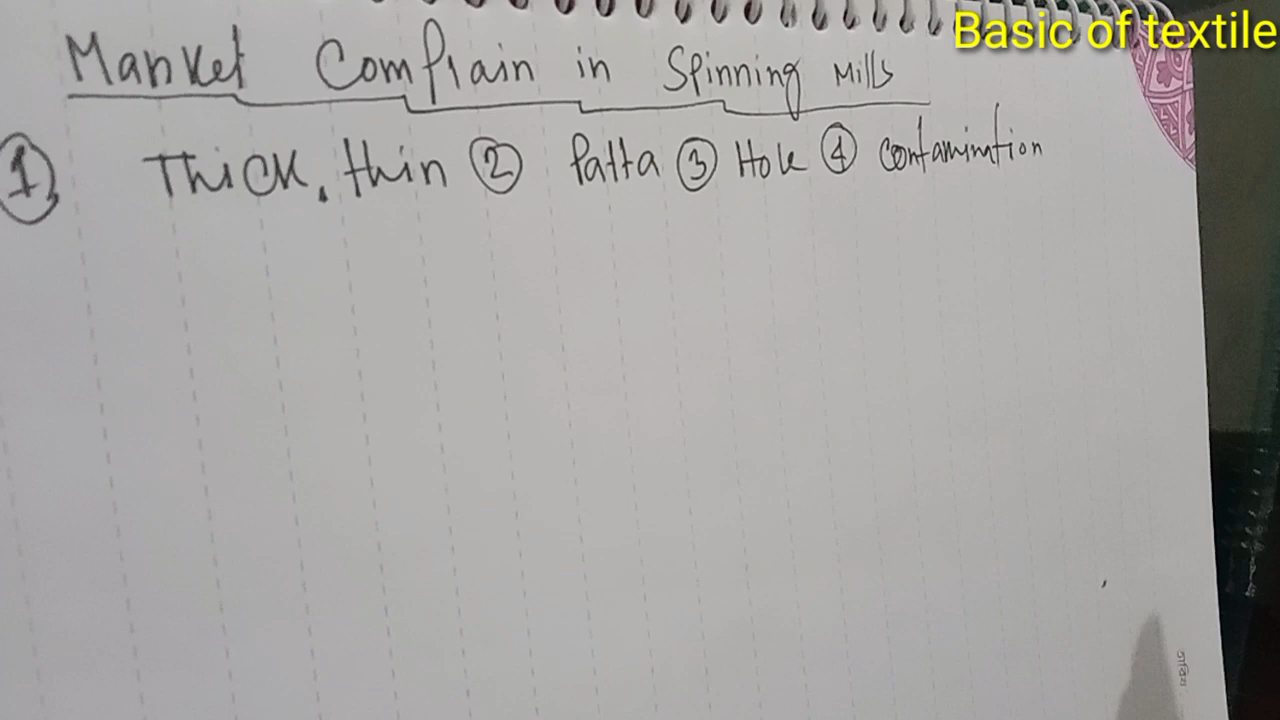 Basic of textile
Market Complain in Spinning Mills
① Thick, thin ② Patta ③ Hole ④ Contamination